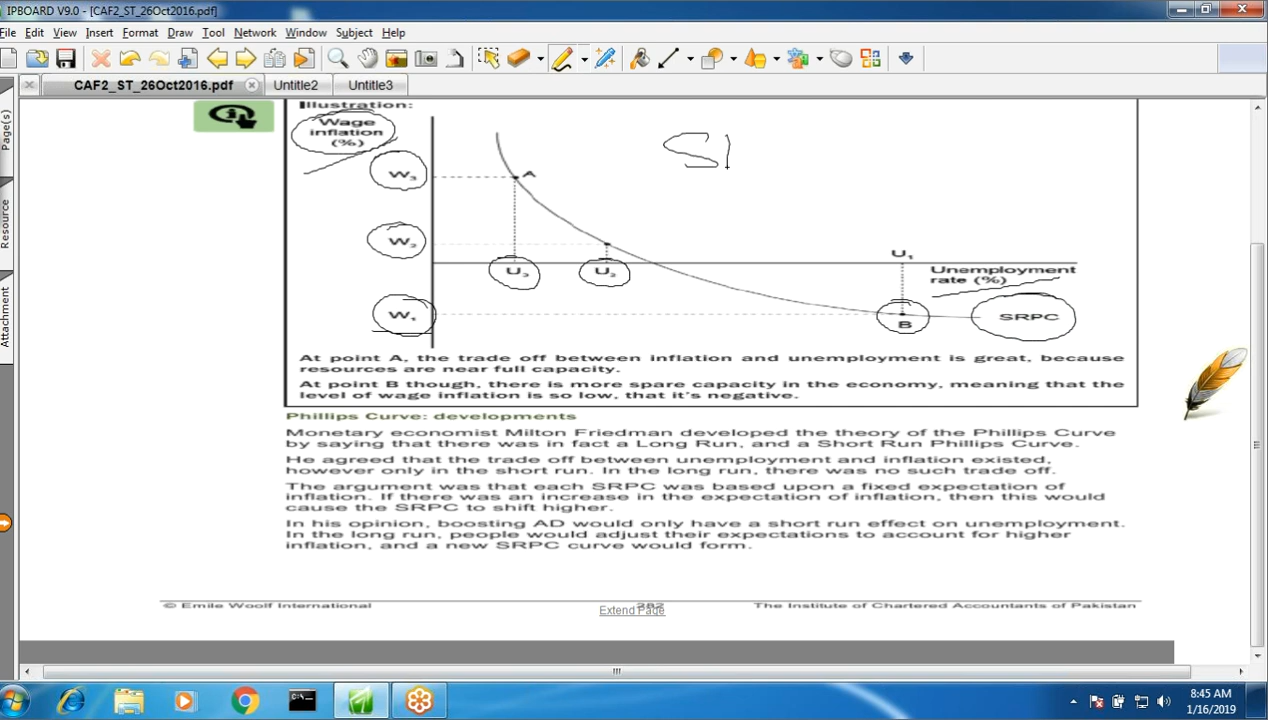 IPBOARD V9.0 - [CAF2_ST_26Oct2016.pdf]
File Edit View Insert Format Draw Tool Network Window Subject Help
CAF2_ST_26Oct2016.pdf Untitle2 Untitle3
Page(s)
Resource
Attachment
Illustration:
Wage
inflation
(%)
SI
W₃
A
W₂
U₃
U₂
U₁
Unemployment
rate (%)
W₁
B
SRPC
At point A, the trade off between inflation and unemployment is great, because
resources are near full capacity.
At point B though, there is more spare capacity in the economy, meaning that the
level of wage inflation is so low, that it's negative.
Phillips Curve: developments
Monetary economist Milton Friedman developed the theory of the Phillips Curve
by saying that there was in fact a Long Run, and a Short Run Phillips Curve.
He agreed that the trade off between unemployment and inflation existed,
however only in the short run. In the long run, there was no such trade off.
The argument was that each SRPC was based upon a fixed expectation of
inflation. If there was an increase in the expectation of inflation, then this would
cause the SRPC to shift higher.
In his opinion, boosting AD would only have a short run effect on unemployment.
In the long run, people would adjust their expectations to account for higher
inflation, and a new SRPC curve would form.
© Emile Woolf International Extend Page The Institute of Chartered Accountants of Pakistan
8:45 AM
1/16/2019